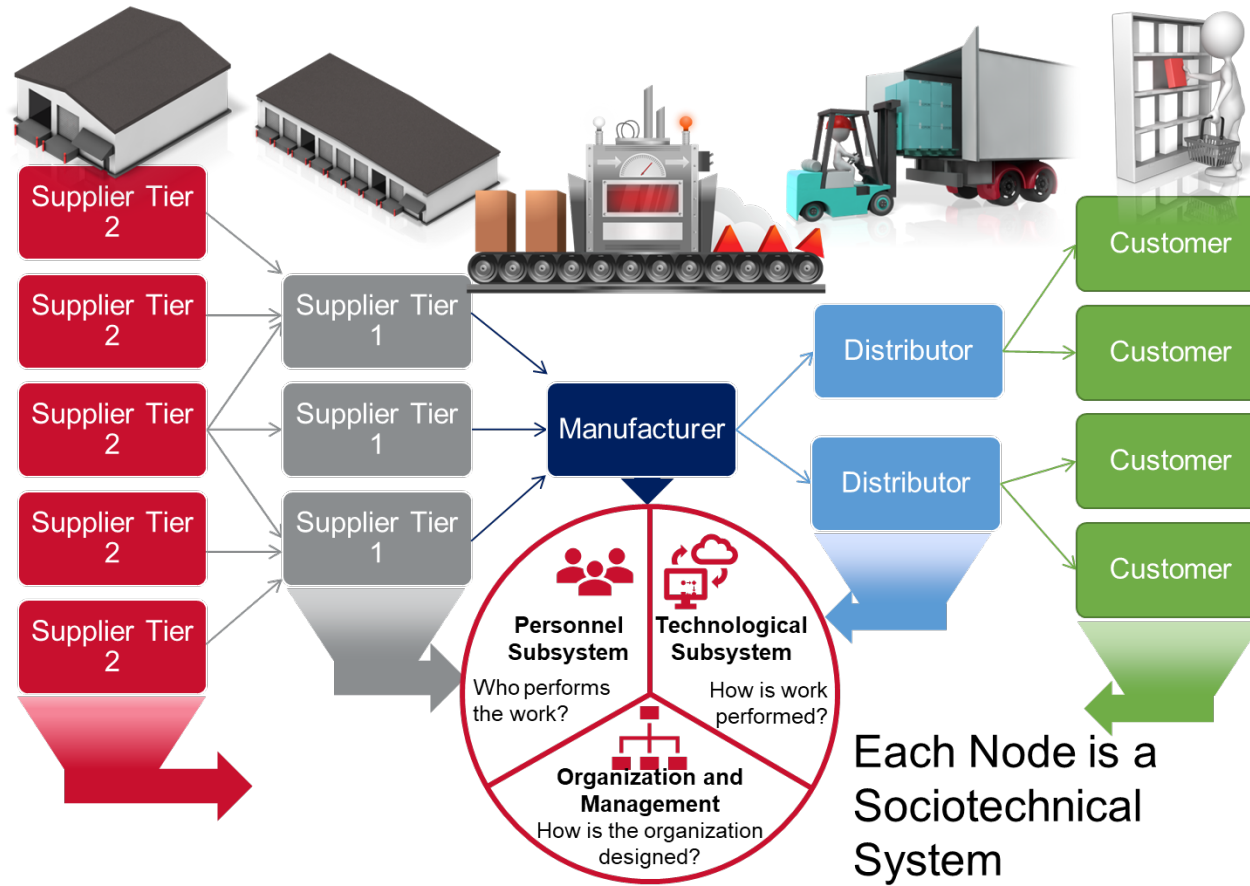 Supplier Tier
2
Supplier Tier
2
Supplier Tier
2
Supplier Tier
2
Supplier Tier
2
Supplier Tier
1
Supplier Tier
1
Supplier Tier
1
Manufacturer
Distributor
Distributor
Customer
Customer
Customer
Customer
Personnel
Subsystem
Who performs
the work?
Technological
Subsystem
How is work
performed?
Organization and
Management
How is the organization
designed?
Each Node is a
Sociotechnical
System